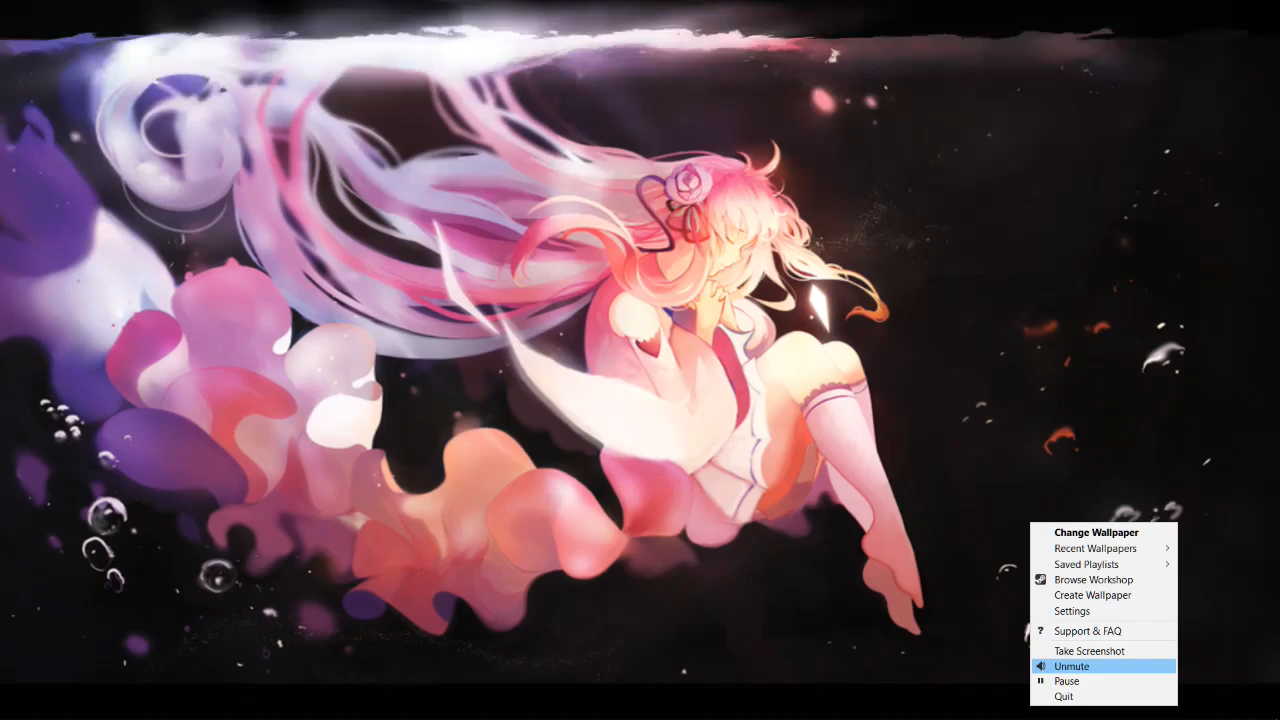 Change Wallpaper
Recent Wallpapers
Saved Playlists
Browse Workshop
Create Wallpaper
Settings
? Support & FAQ
Take Screenshot
Unmute
Pause
Quit